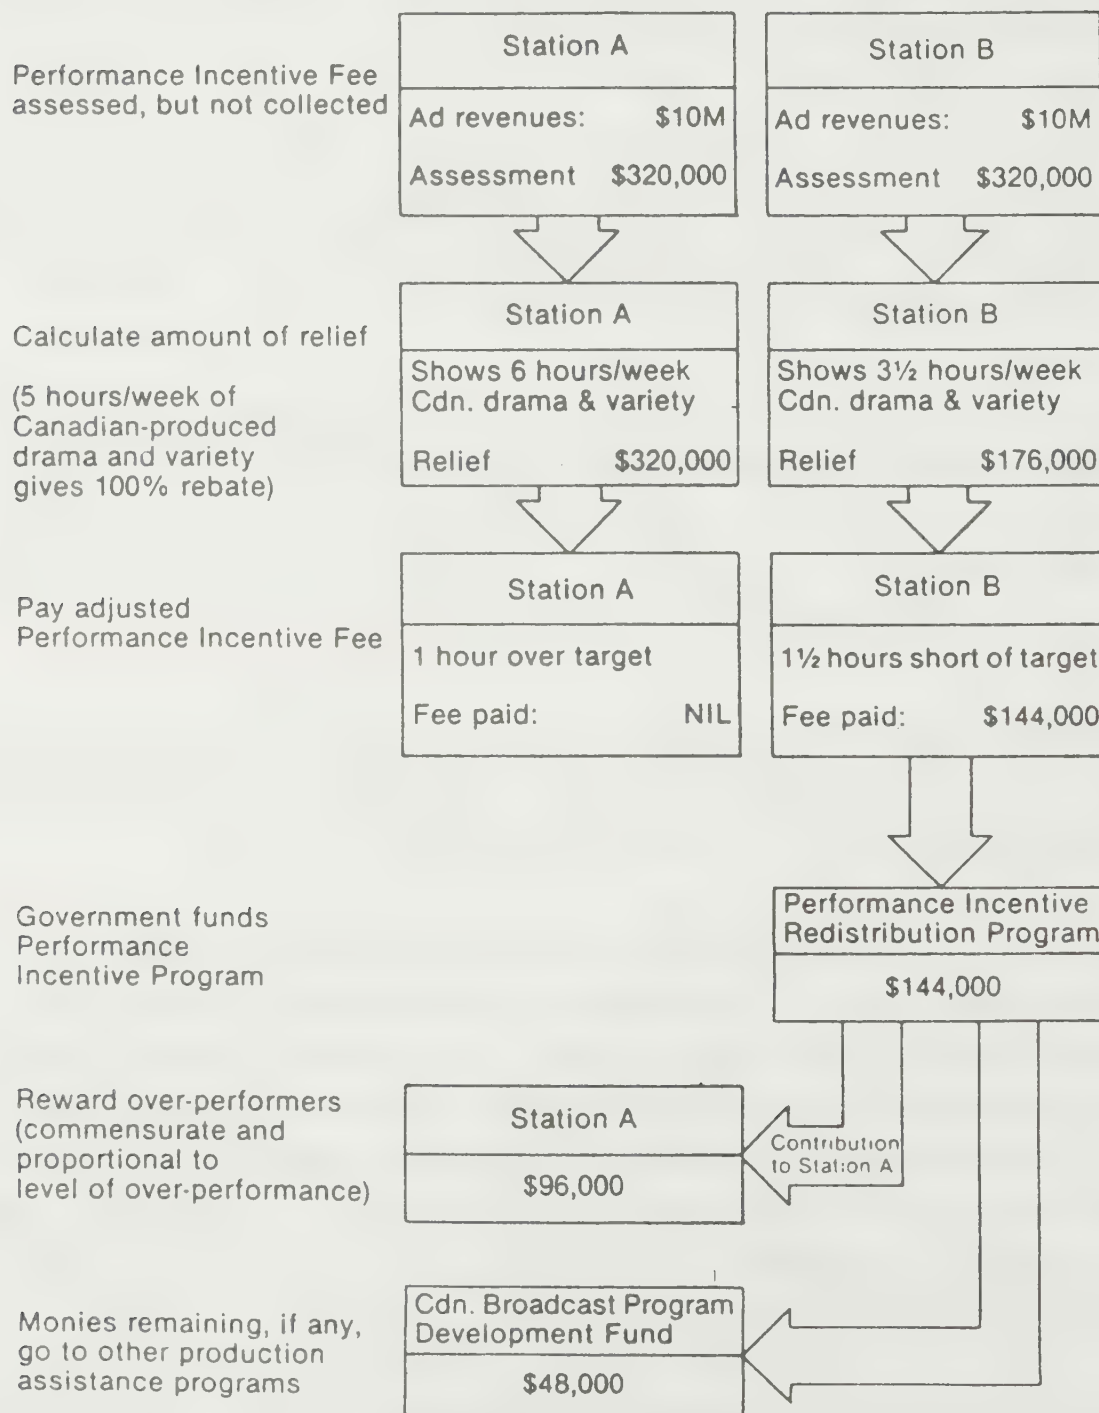 Performance Incentive Fee
assessed, but not collected
Station A
Ad revenues: $10M
Assessment $320,000
Station B
Ad revenues: $10M
Assessment $320,000
Calculate amount of relief
(5 hours/week of
Canadian-produced
drama and variety
gives 100% rebate)
Station A
Shows 6 hours/week
Cdn. drama & variety
Relief $320,000
Station B
Shows 3½ hours/week
Cdn. drama & variety
Relief $176,000
Pay adjusted
Performance Incentive Fee
Station A
1 hour over target
Fee paid: NIL
Station B
1½ hours short of target
Fee paid: $144,000
Government funds
Performance
Incentive Program
Performance Incentive
Redistribution Program
$144,000
Reward over-performers
(commensurate and
proportional to
level of over-performance)
Station A
$96,000
Contribution
to Station A
Monies remaining, if any,
go to other production
assistance programs
Cdn. Broadcast Program
Development Fund
$48,000